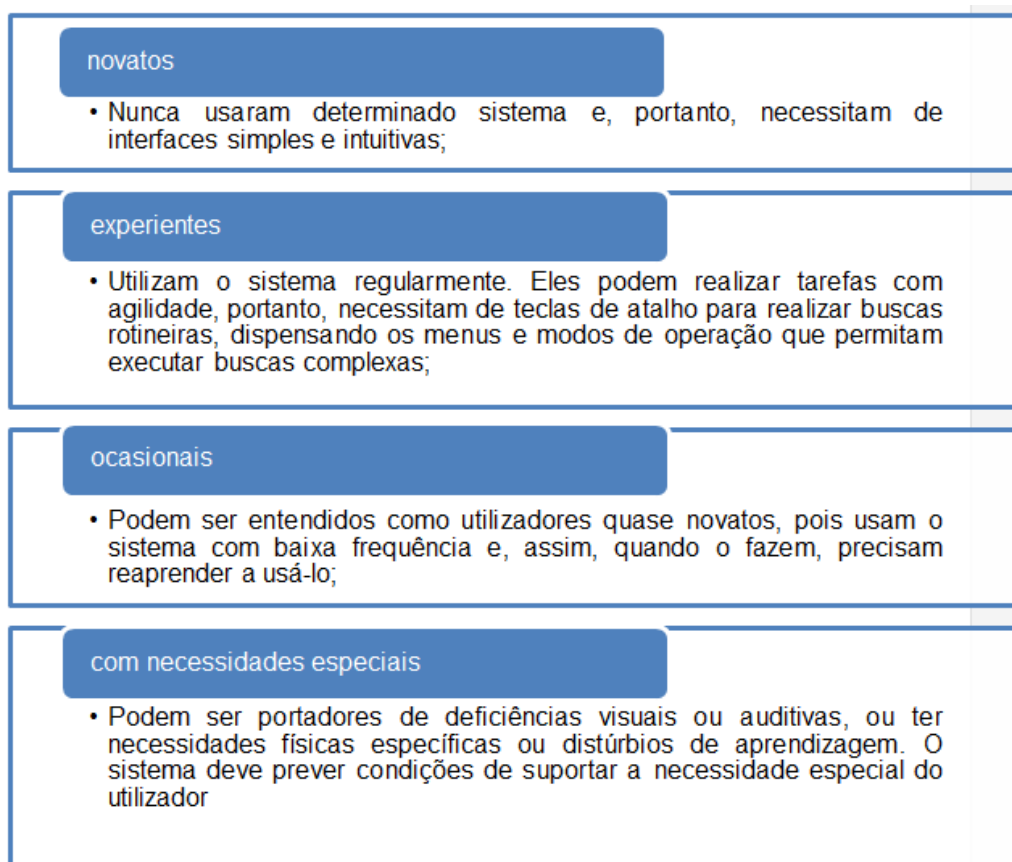 novatos
• Nunca usaram determinado sistema e, portanto, necessitam de
interfaces simples e intuitivas;
experientes
• Utilizam o sistema regularmente. Eles podem realizar tarefas com
agilidade, portanto, necessitam de teclas de atalho para realizar buscas
rotineiras, dispensando os menus e modos de operação que permitam
executar buscas complexas;
ocasionais
• Podem ser entendidos como utilizadores quase novatos, pois usam o
sistema com baixa frequência e, assim, quando o fazem, precisam
reaprender a usá-lo;
com necessidades especiais
• Podem ser portadores de deficiências visuais ou auditivas, ou ter
necessidades físicas específicas ou distúrbios de aprendizagem. O
sistema deve prever condições de suportar a necessidade especial do
utilizador